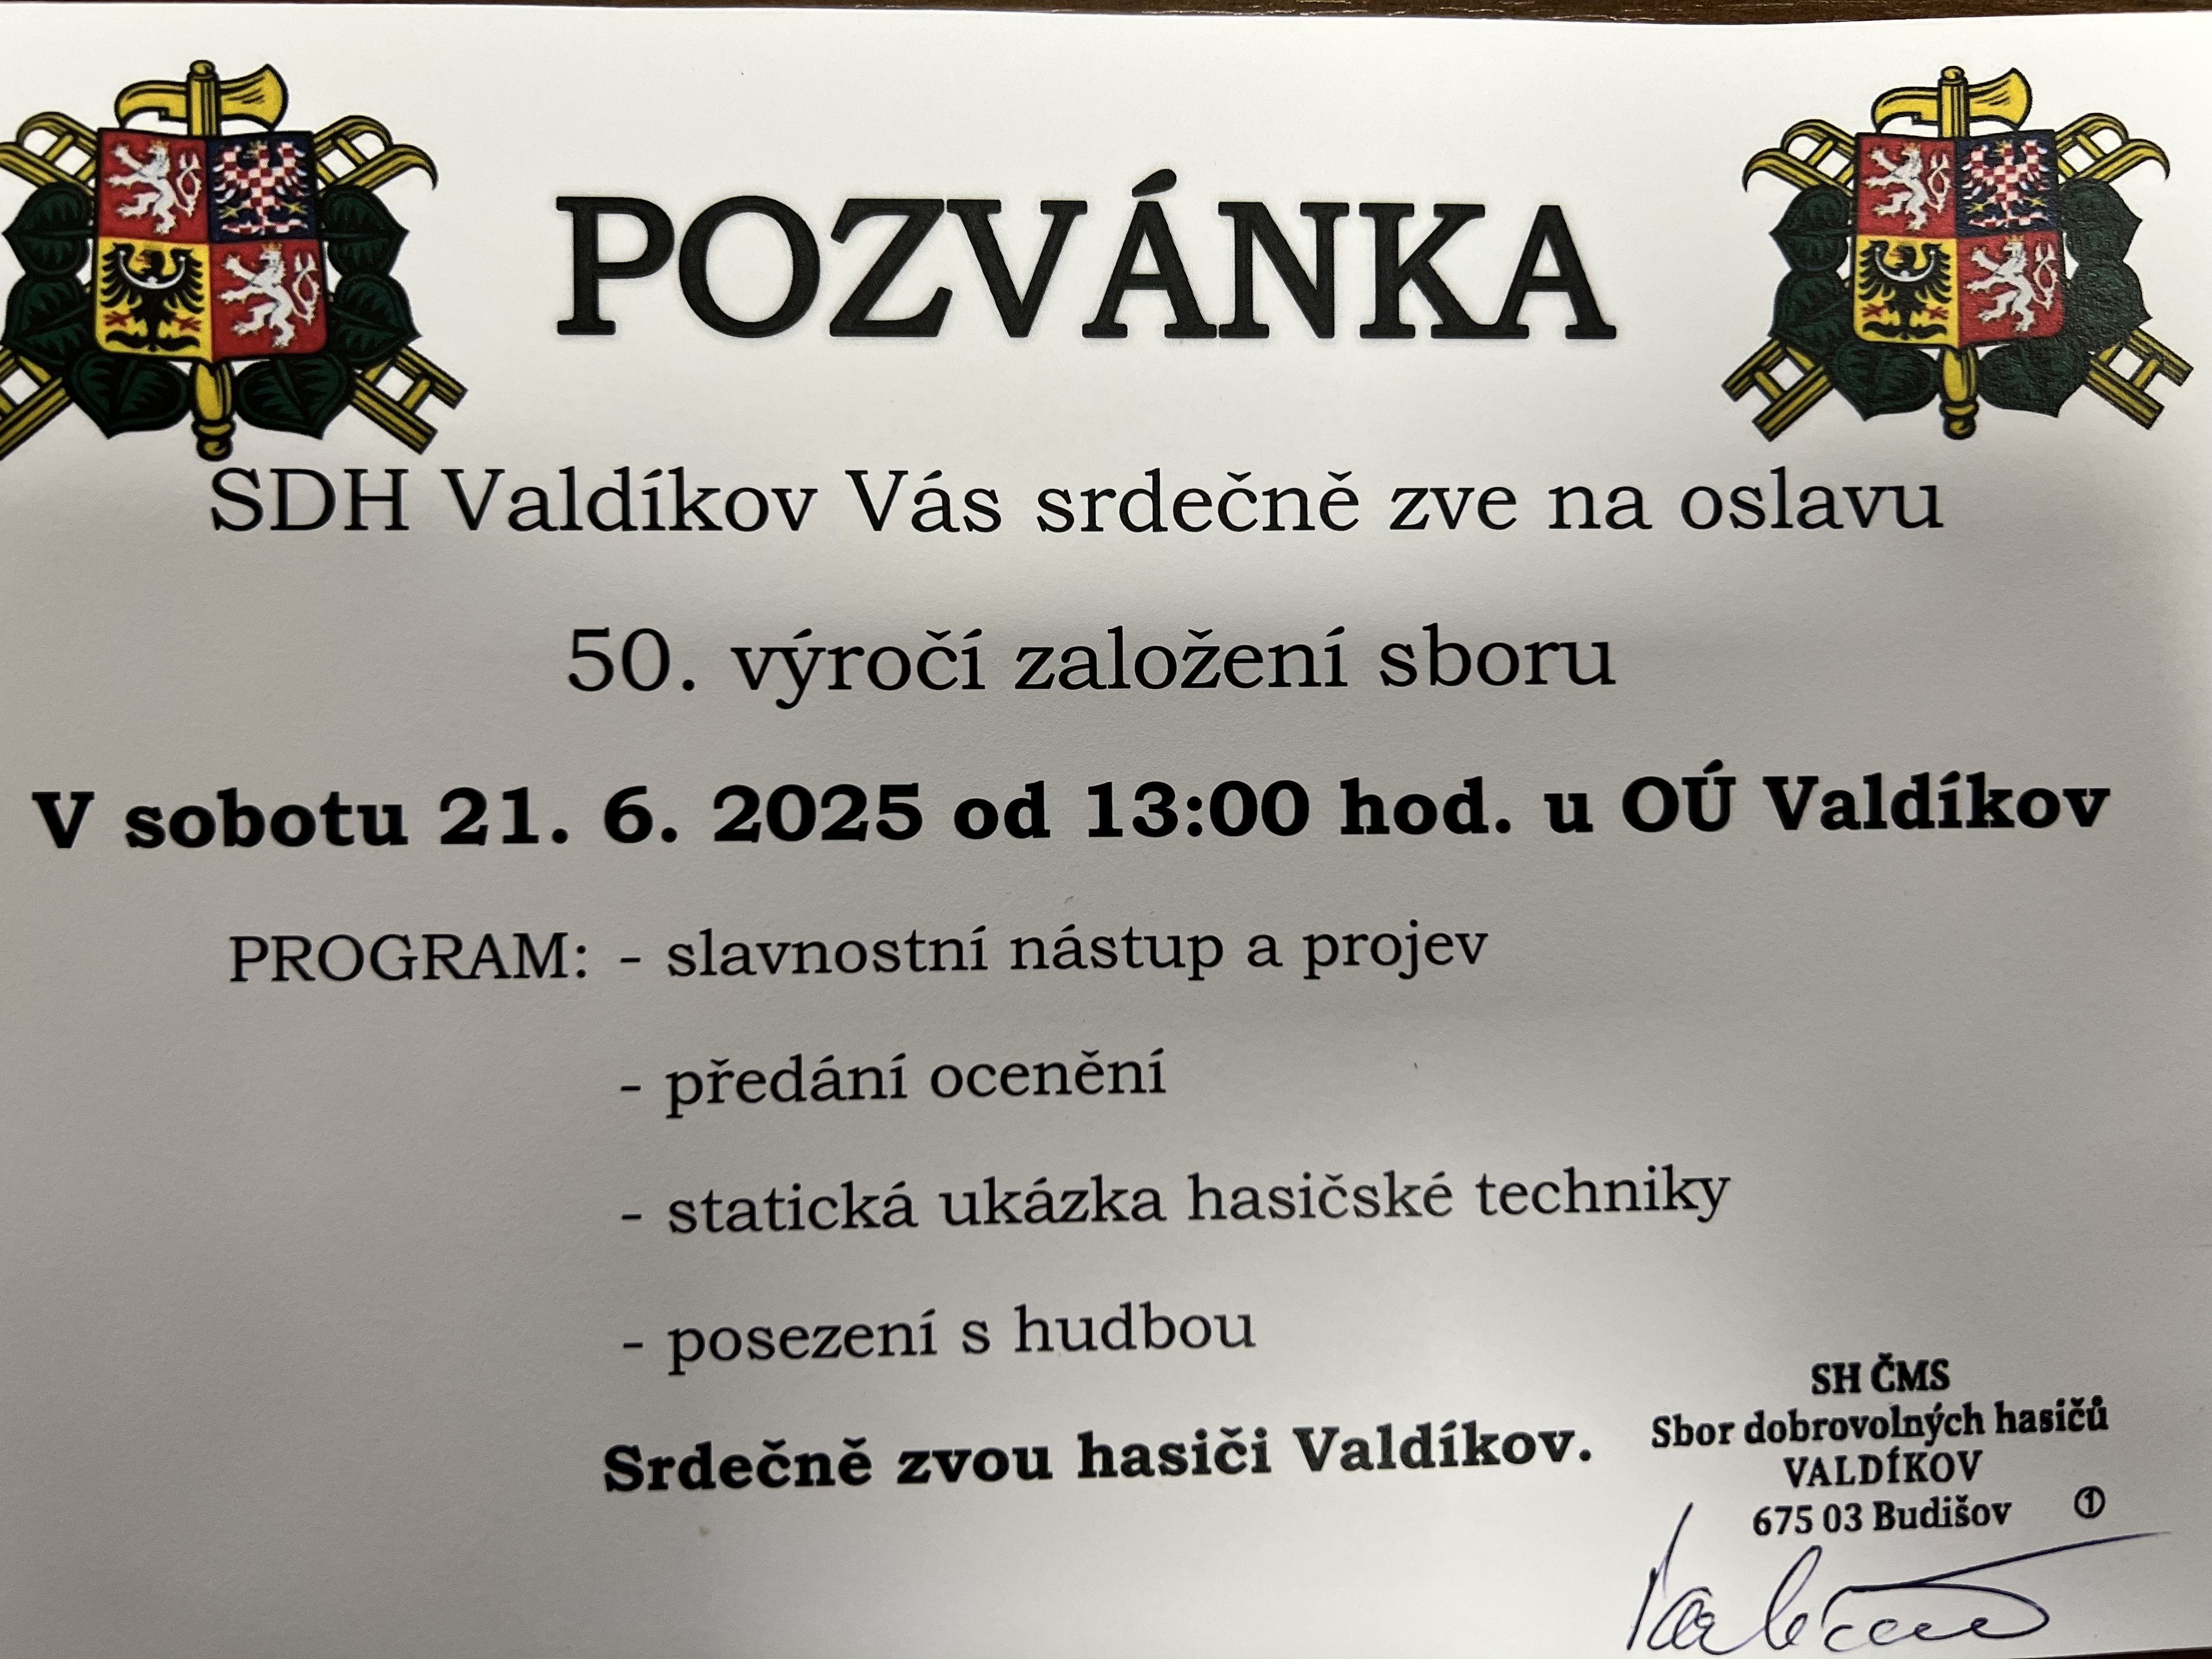 POZVÁNKA
SDH Valdíkov Vás srdečně zve na oslavu
50. výročí založení sboru
V sobotu 21. 6. 2025 od 13:00 hod. u OÚ Valdíkov
PROGRAM: - slavnostní nástup a projev
- předání ocenění
- statická ukázka hasičské techniky
- posezení s hudbou
Srdečně zvou hasiči Valdíkov.
SH ČMS
Sbor dobrovolných hasičů
VALDÍKOV
675 03 Budišov ①